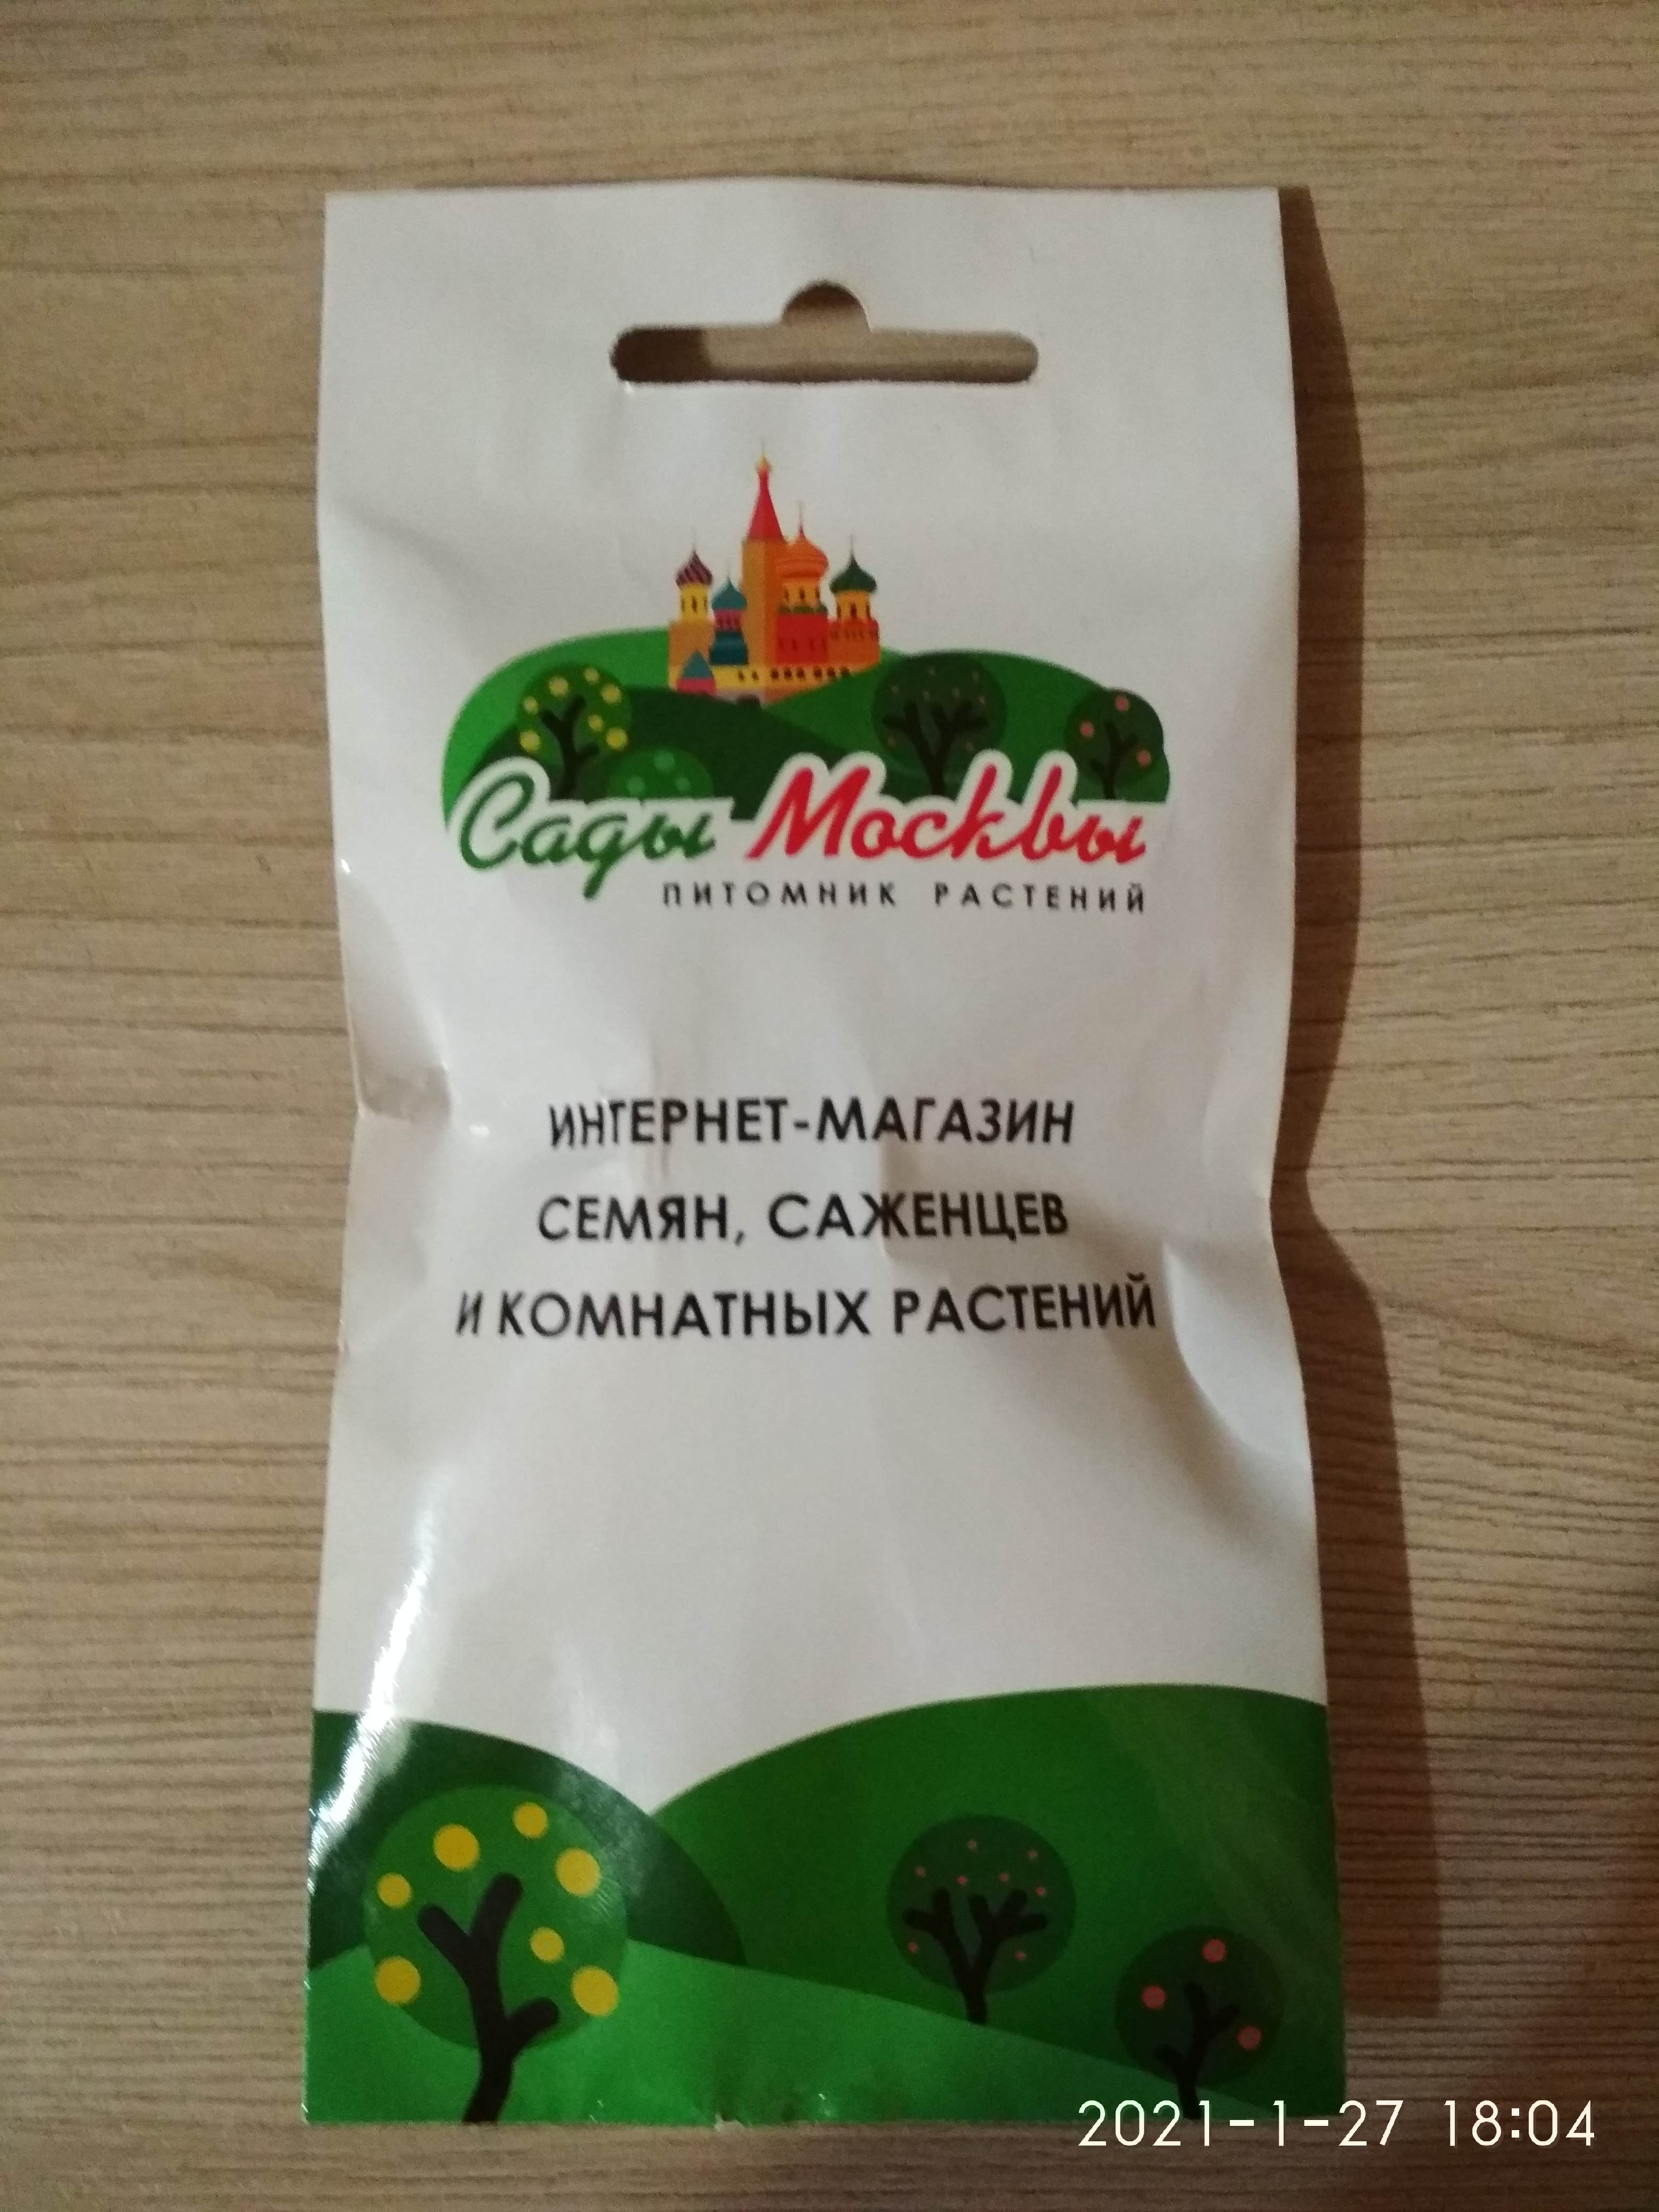 Сады Москвы
ПИТОМНИК РАСТЕНИЙ
ИНТЕРНЕТ-МАГАЗИН
СЕМЯН, САЖЕНЦЕВ
И КОМНАТНЫХ РАСТЕНИЙ
2021-1-27 18:04